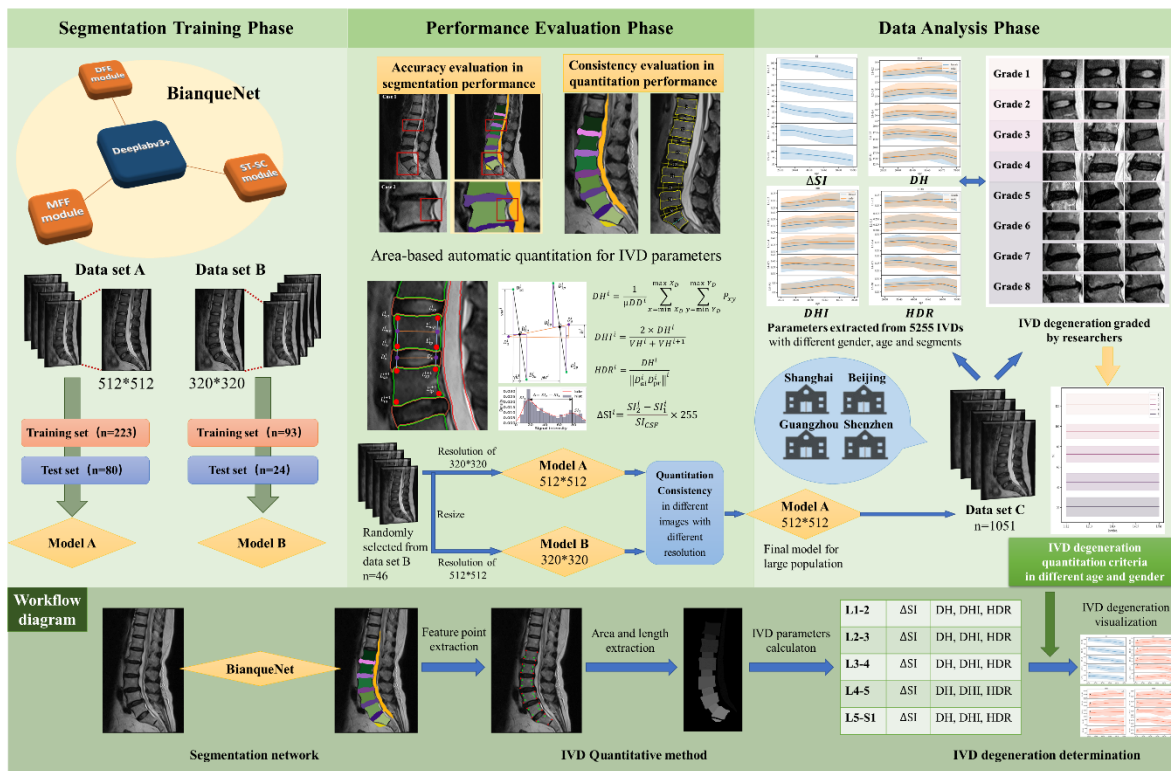 Segmentation Training Phase
Performance Evaluation Phase
Data Analysis Phase
DFE
module
BianqueNet
Deeplabv3+
ST-SC
module
MFF
module
Data set A
Data set B
512*512
320*320
Training set (n=223)
Training set (n=93)
Test set (n=80)
Test set (n=24)
Model A
Model B
Accuracy evaluation in
segmentation performance
Consistency evaluation in
quantitation performance
Case 1
Case 2
Area-based automatic quantitation for IVD parameters
Resolution of
320*320
Resize
Resolution of
512*512
Randomly
selected from
data set B
n=46
Model A
512*512
Model B
320*320
Quantitation
Consistency
in different
images with
different
resolution
ΔSI
DH
DHI
HDR
Parameters extracted from 5255 IVDs
with different gender, age and segments
Grade 1
Grade 2
Grade 3
Grade 4
Grade 5
Grade 6
Grade 7
Grade 8
IVD degeneration graded
by researchers
Shanghai
Beijing
Guangzhou
Shenzhen
Model A
512*512
Final model for
large population
Data set C
n=1051
IVD degeneration
quantitation criteria
in different age and gender
Workflow
diagram
BianqueNet
Feature point
extraction
Area and length
extraction
IVD parameters
calculaton
L1-2 ΔSI DH, DHI, HDR
L2-3 ΔSI DH, DHI, HDR
L3-4 ΔSI DH, DHI, HDR
L4-5 ΔSI DH, DHI, HDR
L5-S1 ΔSI DH, DHI, HDR
IVD degeneration
visualization
Segmentation network
IVD Quantitative method
IVD degeneration determination